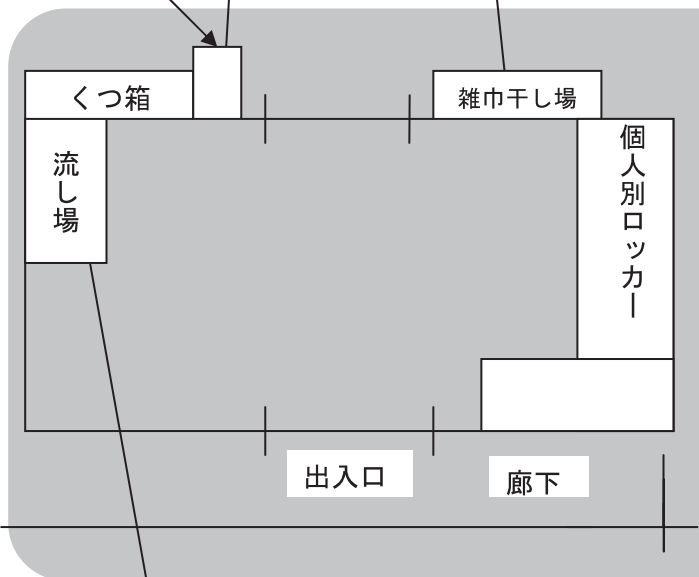 くつ箱
雑巾干し場
流し場
個人別ロッカー
出入口
廊下